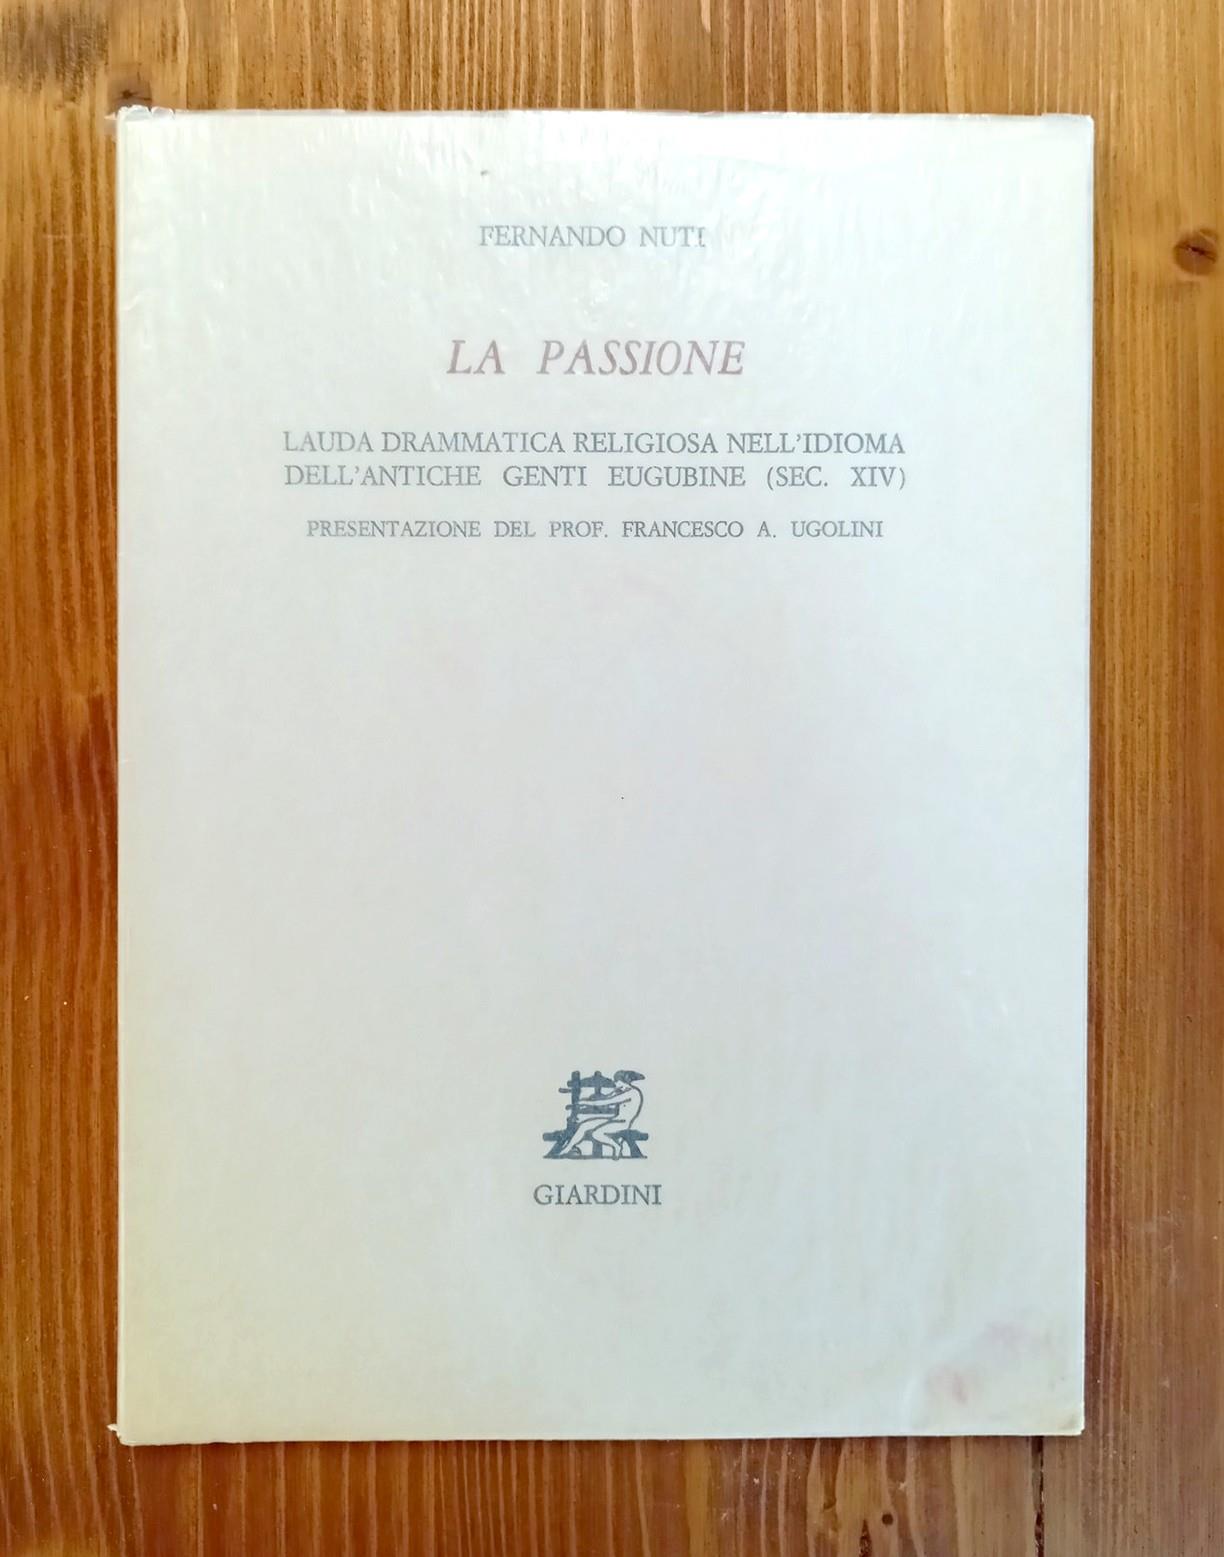 FERNANDO NUTI
LA PASSIONE
LAUDA DRAMMATICA RELIGIOSA NELL'IDIOMA
DELL'ANTICHE GENTI EUGUBINE (SEC. XIV)
PRESENTAZIONE DEL PROF. FRANCESCO A. UGOLINI
GIARDINI